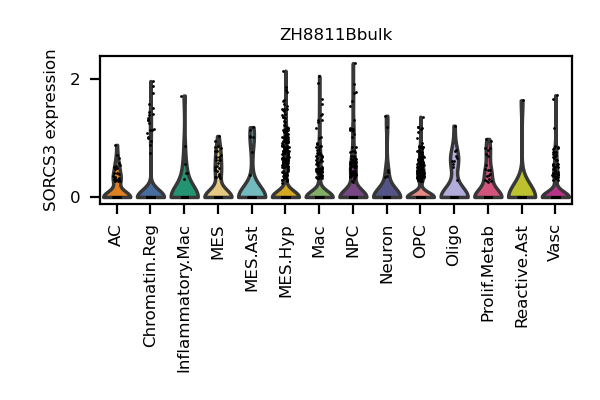 ZH8811Bbulk
SORCS3 expression
2
0
AC
Chromatin.Reg
Inflammatory.Mac
MES
MES.Ast
MES.Hyp
Mac
NPC
Neuron
OPC
Oligo
Prolif.Metab
Reactive.Ast
Vasc